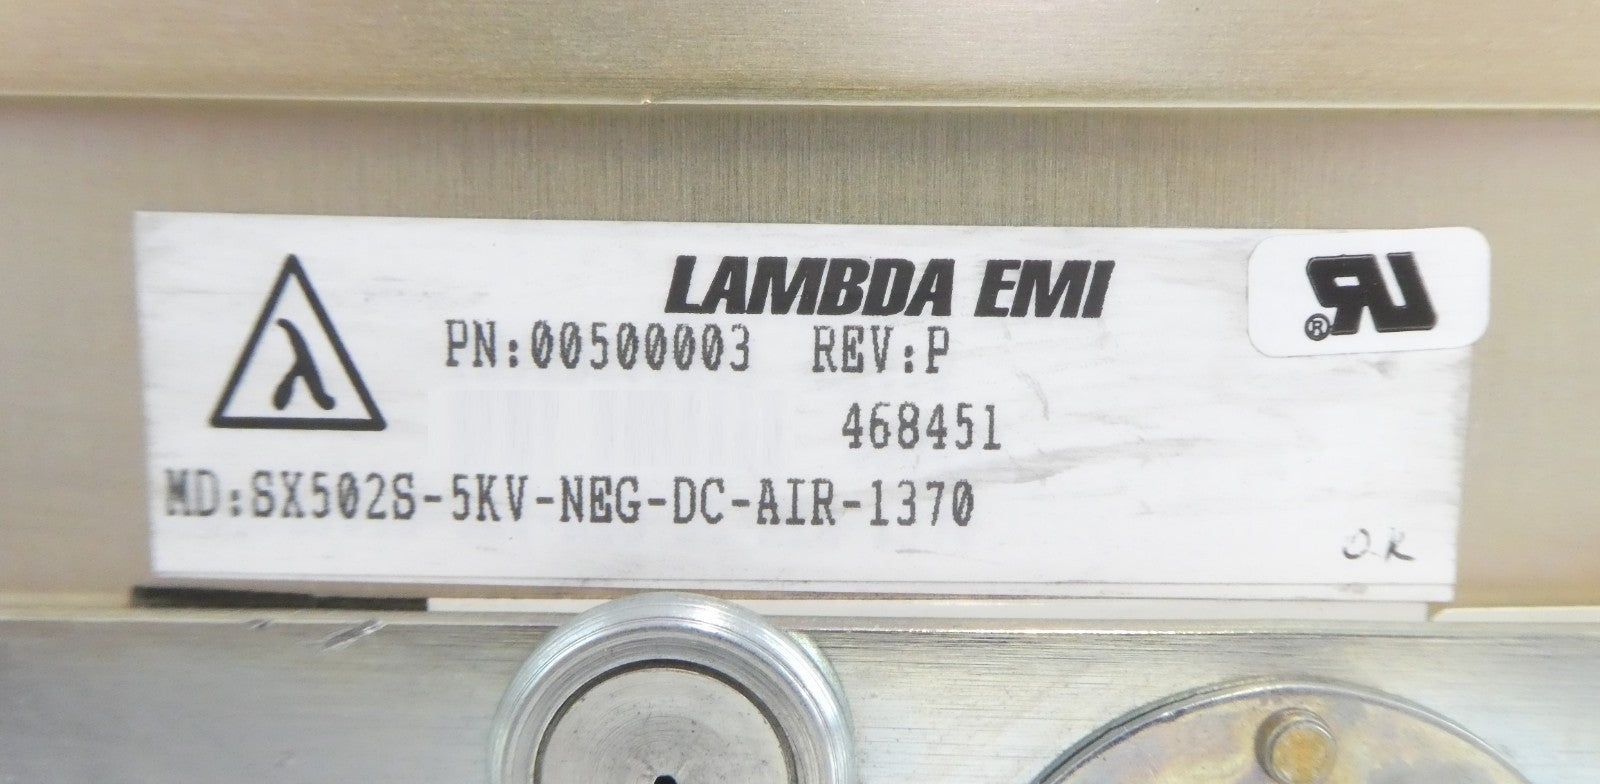 LAMBDA EMI
PN:00500003 REV:P
468451
MD:SX502S-5KV-NEG-DC-AIR-1370
O.K